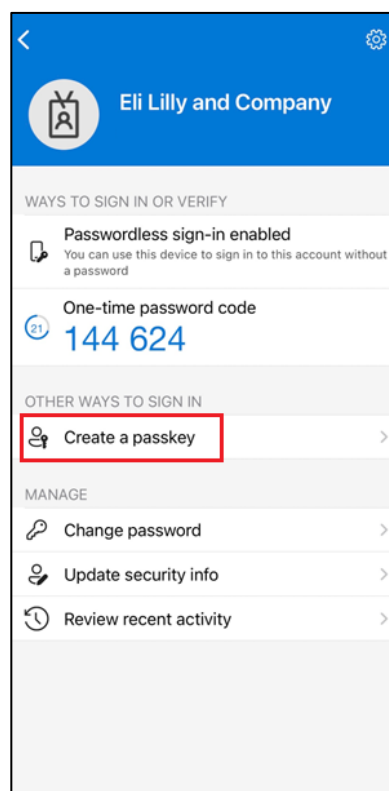 Eli Lilly and Company
WAYS TO SIGN IN OR VERIFY
Passwordless sign-in enabled
You can use this device to sign in to this account without
a password
One-time password code
21
144 624
OTHER WAYS TO SIGN IN
Create a passkey
MANAGE
Change password
Update security info
Review recent activity